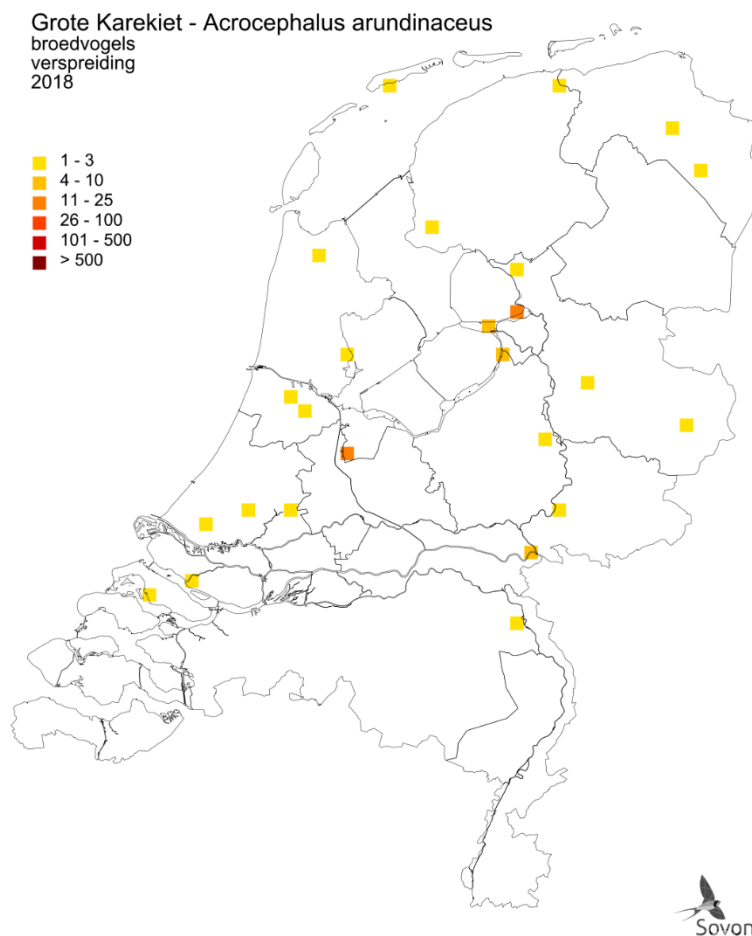 Grote Karekiet - Acrocephalus arundinaceus
broedvogels
verspreiding
2018
1 - 3
4 - 10
11 - 25
26 - 100
101 - 500
> 500
Sovon